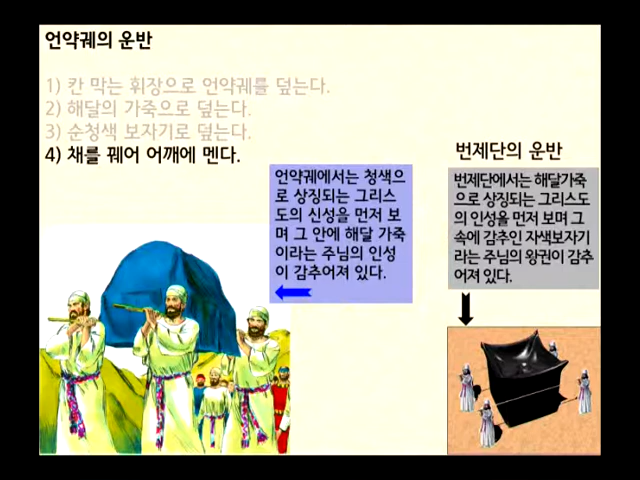 언약궤의 운반
1) 칸 막는 휘장으로 언약궤를 덮는다.
2) 해달의 가죽으로 덮는다.
3) 순청색 보자기로 덮는다.
4) 채를 꿰어 어깨에 멘다.
언약궤에서는 청색으
로 상징되는 그리스
도의 신성을 먼저 보
며 그 안에 해달 가죽
이라는 주님의 인성
이 감추어져 있다.
번제단의 운반
번제단에서는 해달가죽
으로 상징되는 그리스도
의 인성을 먼저 보며 그
속에 감추인 자색보자기
라는 주님의 왕권이 감추
어져 있다.